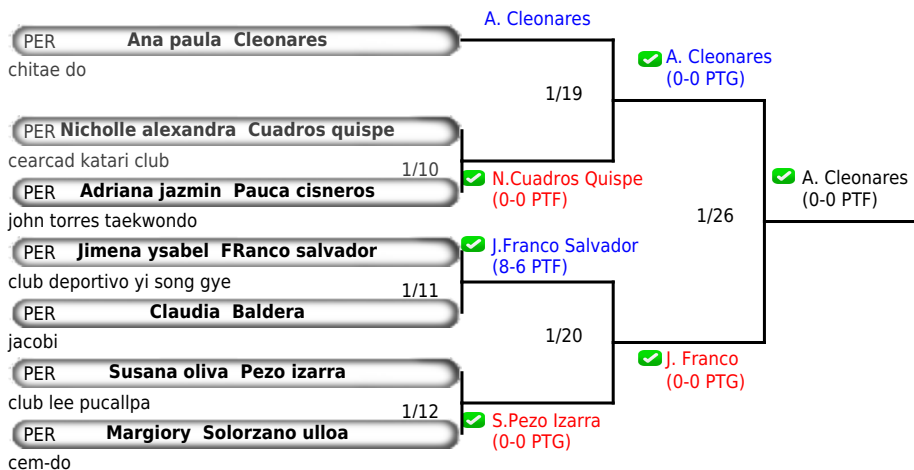 A. Cleonares
PER Ana paula Cleonares
chitae do
A. Cleonares
(0-0 PTG)
1/19
PER Nicholle alexandra Cuadros quispe
cearcad katari club
1/10
PER Adriana jazmin Pauca cisneros
N.Cuadros Quispe
(0-0 PTF)
A. Cleonares
(0-0 PTF)
john torres taekwondo
1/26
PER Jimena ysabel FRanco salvador
J.Franco Salvador
(8-6 PTF)
club deportivo yi song gye
1/11
PER Claudia Baldera
jacobi
1/20
PER Susana oliva Pezo izarra
J. Franco
(0-0 PTG)
club lee pucallpa
1/12
PER Margiory Solorzano ulloa
S.Pezo Izarra
(0-0 PTG)
cem-do